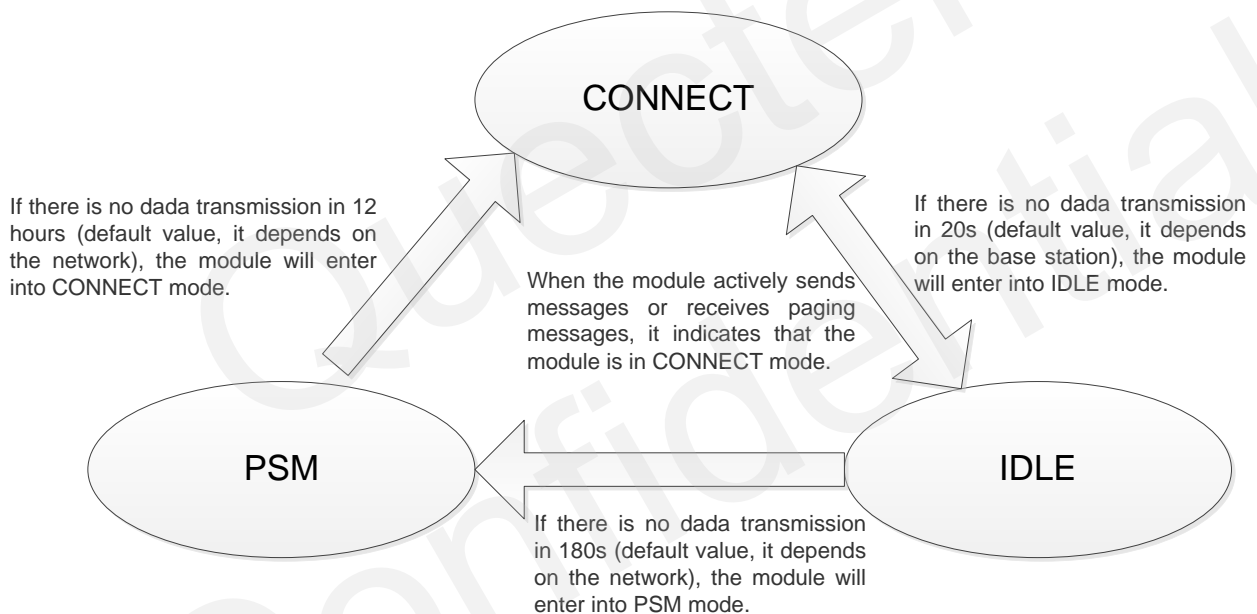 CONNECT
If there is no dada transmission in 12
hours (default value, it depends on
the network), the module will enter
into CONNECT mode.
When the module actively sends
messages or receives paging
messages, it indicates that the
module is in CONNECT mode.
If there is no dada transmission
in 20s (default value, it depends
on the base station), the module
will enter into IDLE mode.
PSM
IDLE
If there is no dada transmission
in 180s (default value, it depends
on the network), the module will
enter into PSM mode.
Quectel
Confidential